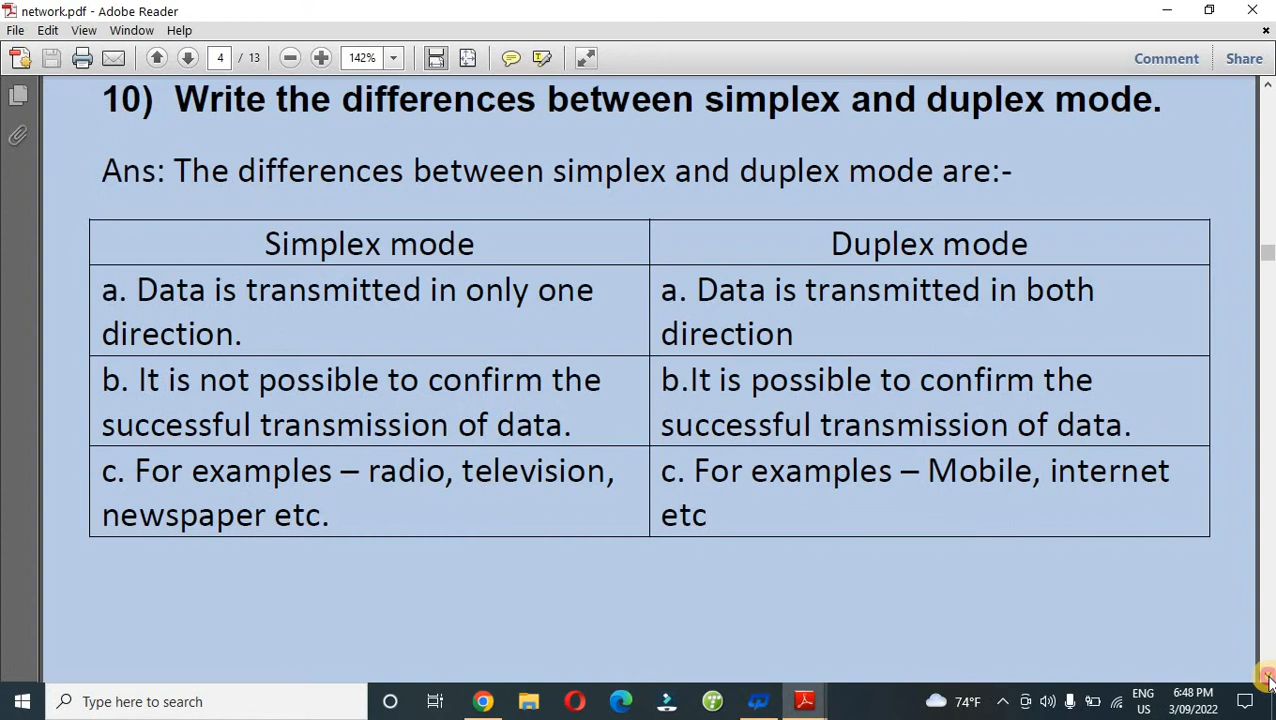 network.pdf - Adobe Reader
File Edit View Window Help
4 / 13 142% Comment Share
10) Write the differences between simplex and duplex mode.
Ans: The differences between simplex and duplex mode are:-
Simplex mode Duplex mode
a. Data is transmitted in only one a. Data is transmitted in both
direction. direction
b. It is not possible to confirm the b.It is possible to confirm the
successful transmission of data. successful transmission of data.
c. For examples – radio, television, c. For examples – Mobile, internet
newspaper etc. etc
Type here to search 74°F ENG 6:48 PM
US 3/09/2022